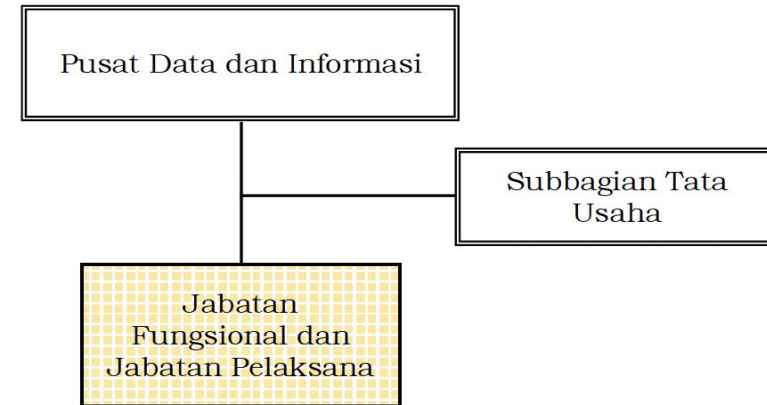 Pusat Data dan Informasi
Subbagian Tata
Usaha
Jabatan
Fungsional dan
Jabatan Pelaksana